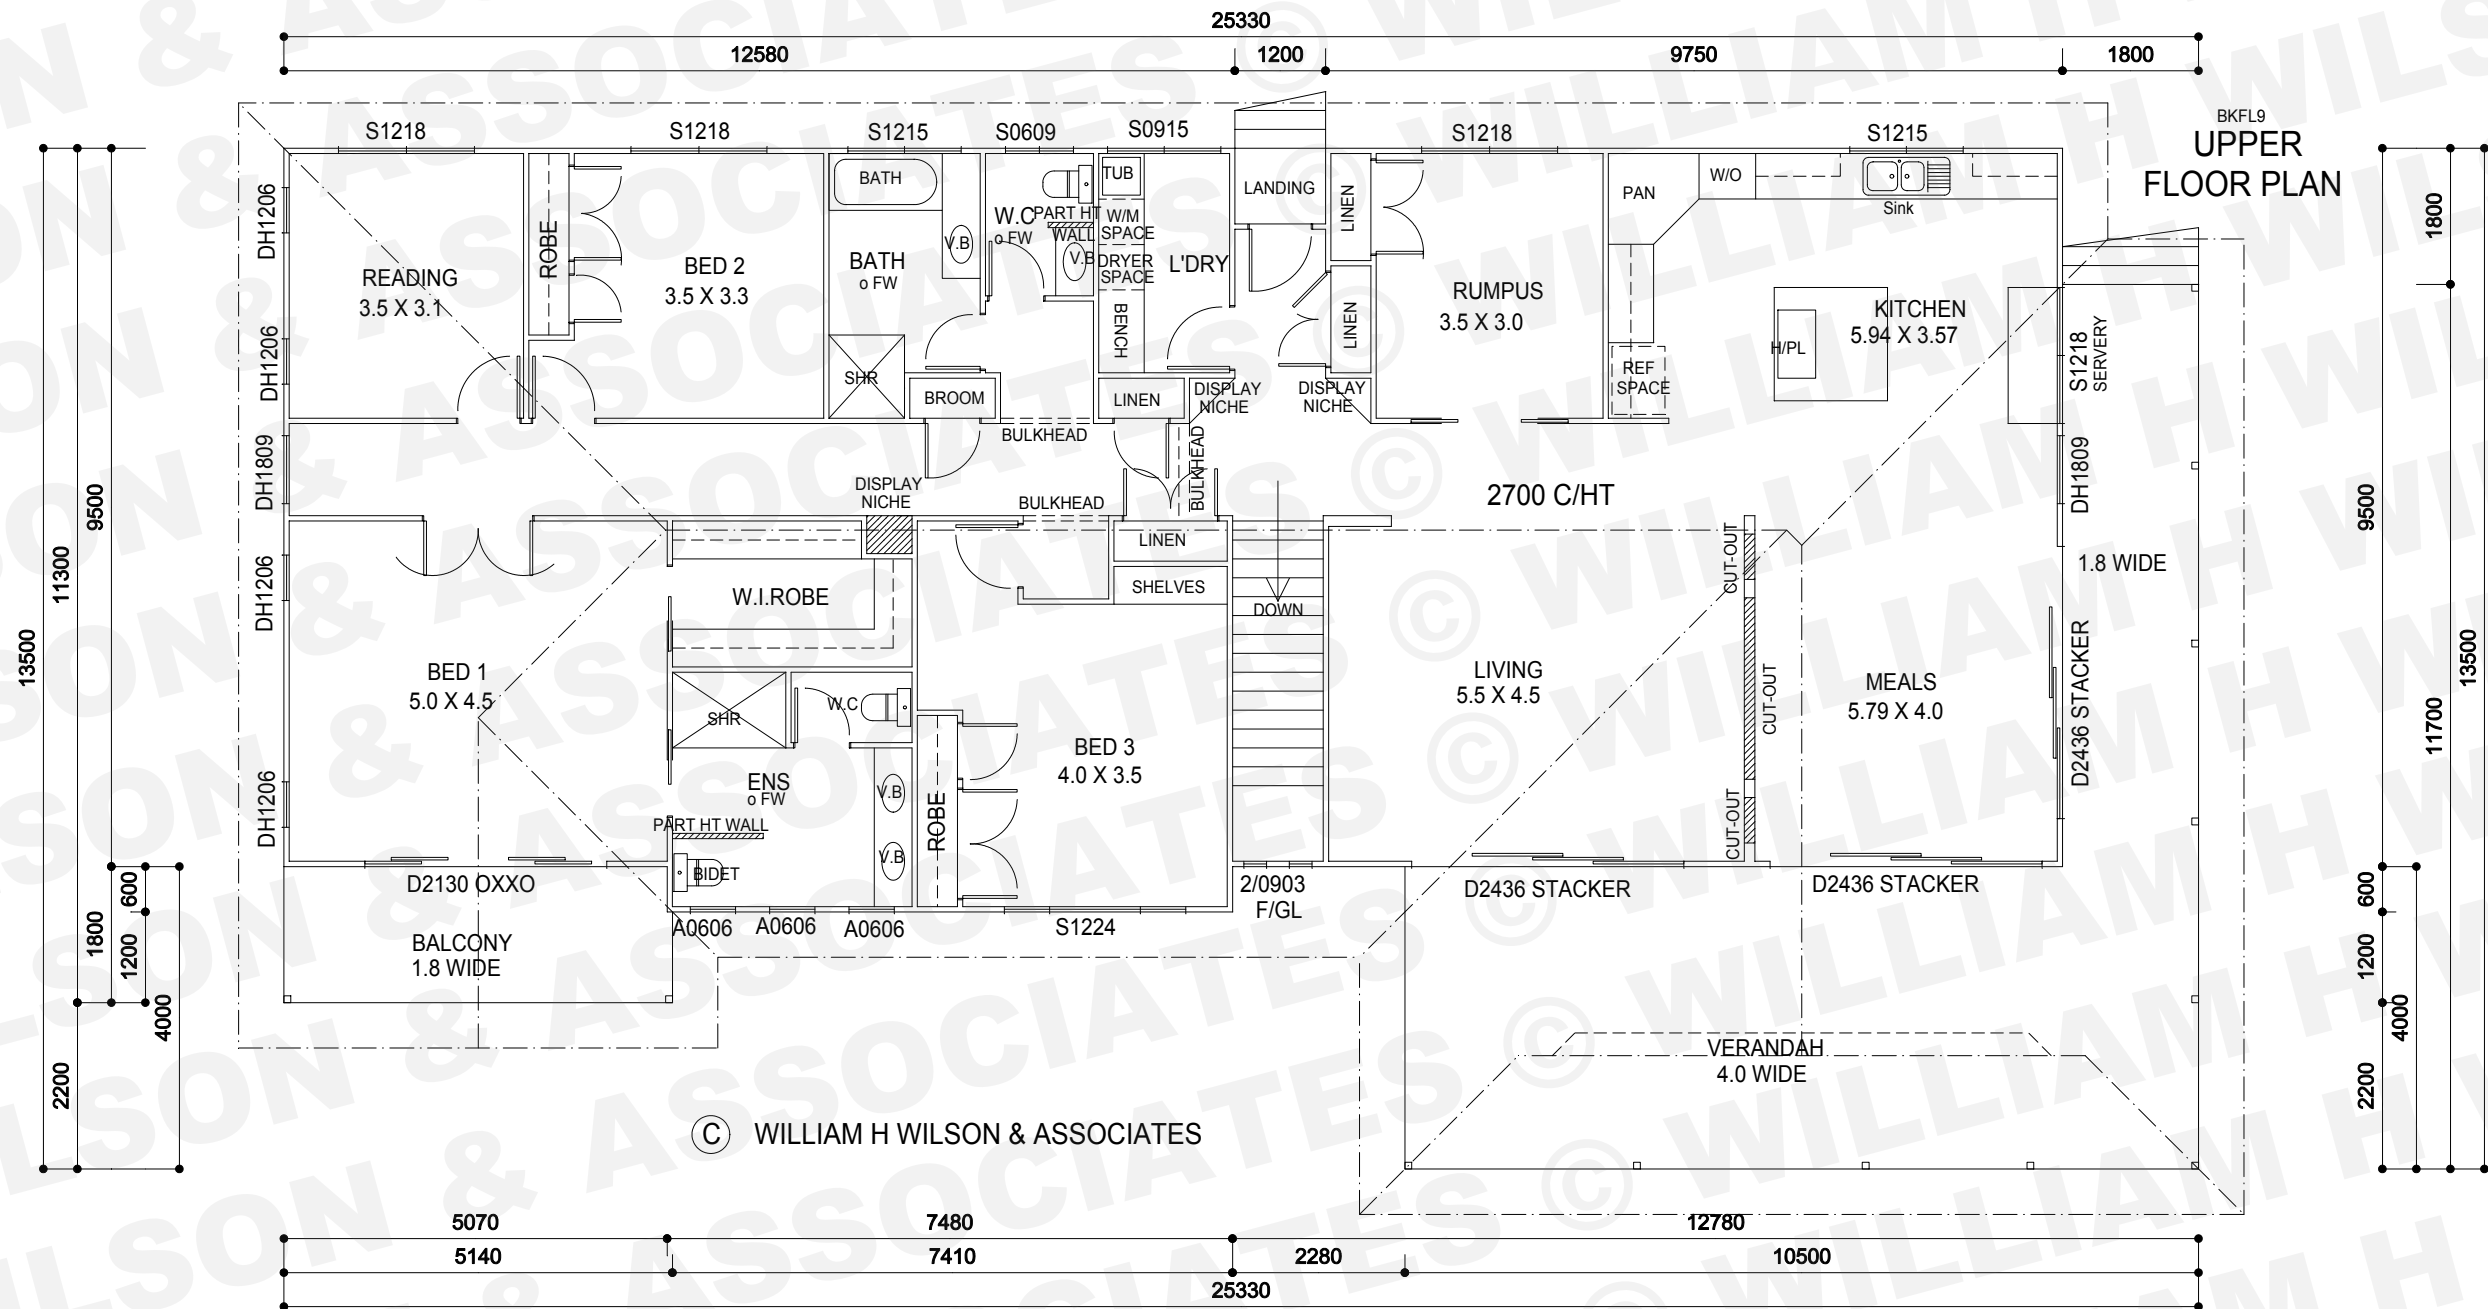 25330
12580
1200
9750
1800
BKFL9
UPPER
FLOOR PLAN
S1218
S1218
S1215
S0609
S0915
S1218
S1215
DH1206
DH1206
DH1809
DH1206
DH1206
READING
3.5 X 3.1
ROBE
BED 2
3.5 X 3.3
BATH
BATH
o FW
V.B
SHR
W.C
o FW
PART HT
WALL
V.B
TUB
W/M
SPACE
DRYER
SPACE
BENCH
L'DRY
LANDING
LINEN
LINEN
RUMPUS
3.5 X 3.0
PAN
W/O
Sink
KITCHEN
5.94 X 3.57
H/PL
REF
SPACE
S1218
SERVERY
DH1809
BROOM
LINEN
DISPLAY
NICHE
DISPLAY
NICHE
BULKHEAD
BULKHEAD
BULKHEAD
DISPLAY
NICHE
2700 C/HT
1.8 WIDE
W.I.ROBE
LINEN
SHELVES
DOWN
CUT-OUT
CUT-OUT
CUT-OUT
BED 1
5.0 X 4.5
SHR
W.C
ENS
o FW
V.B
V.B
PART HT WALL
BIDET
ROBE
BED 3
4.0 X 3.5
LIVING
5.5 X 4.5
MEALS
5.79 X 4.0
D2436 STACKER
D2130 OXXO
A0606
A0606
A0606
S1224
2/0903
F/GL
D2436 STACKER
D2436 STACKER
BALCONY
1.8 WIDE
VERANDAH
4.0 WIDE
C WILLIAM H WILSON & ASSOCIATES
13500
11300
9500
2200
1800
600
1200
4000
1800
9500
13500
11700
600
1200
4000
2200
5070
7480
12780
5140
7410
2280
10500
25330
© WILLIAM H WILSON & ASSOCIATES